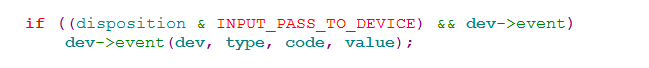 if ((disposition & INPUT_PASS_TO_DEVICE) && dev->event)
dev->event(dev, type, code, value);